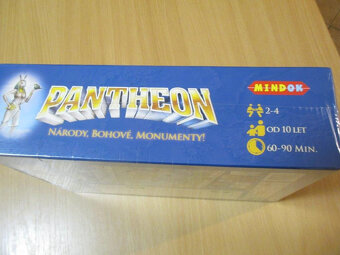 PANTHEON
NÁRODY, BOHOVÉ, MONUMENTY!
MINDOK
2-4
OD 10 LET
60-90 MIN.